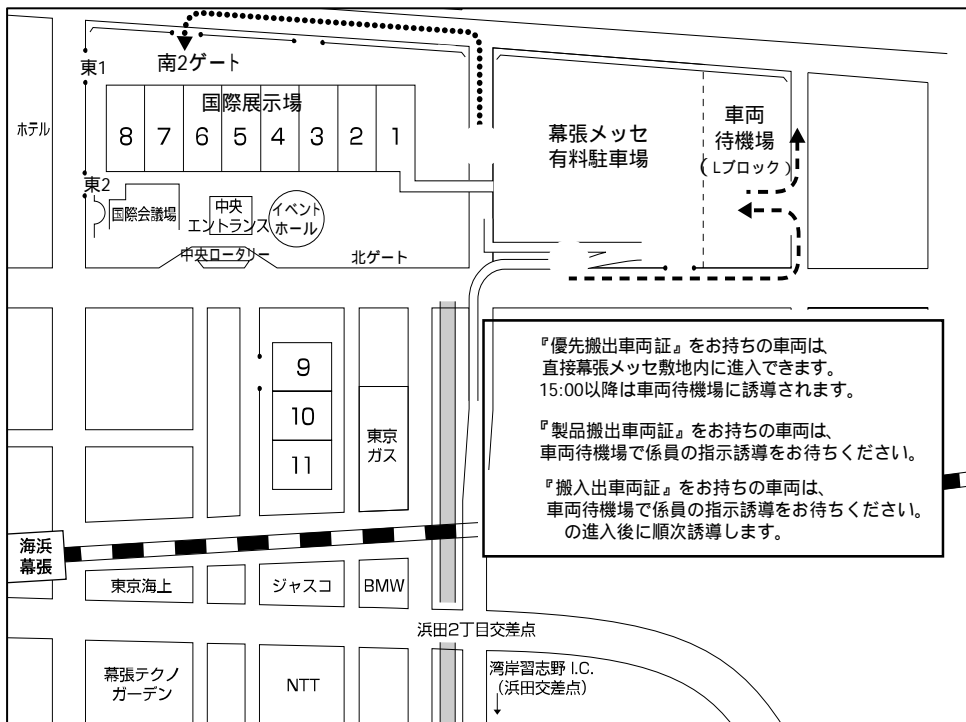 東1
南2ゲート
国際展示場
8 7 6 5 4 3 2 1
ホテル
東2
国際会議場
中央
エントランス
イベント
ホール
中央ロータリー
北ゲート
幕張メッセ
有料駐車場
車両
待機場
(Lブロック)
9
10
11
東京
ガス
『優先搬出車両証』をお持ちの車両は、
直接幕張メッセ敷地内に進入できます。
15:00以降は車両待機場に誘導されます。
『製品搬出車両証』をお持ちの車両は、
車両待機場で係員の指示誘導をお待ちください。
『搬入出車両証』をお持ちの車両は、
車両待機場で係員の指示誘導をお待ちください。
の進入後に順次誘導します。
海浜
幕張
東京海上
ジャスコ
BMW
浜田2丁目交差点
幕張テクノ
ガーデン
NTT
湾岸習志野 I.C.
(浜田交差点)